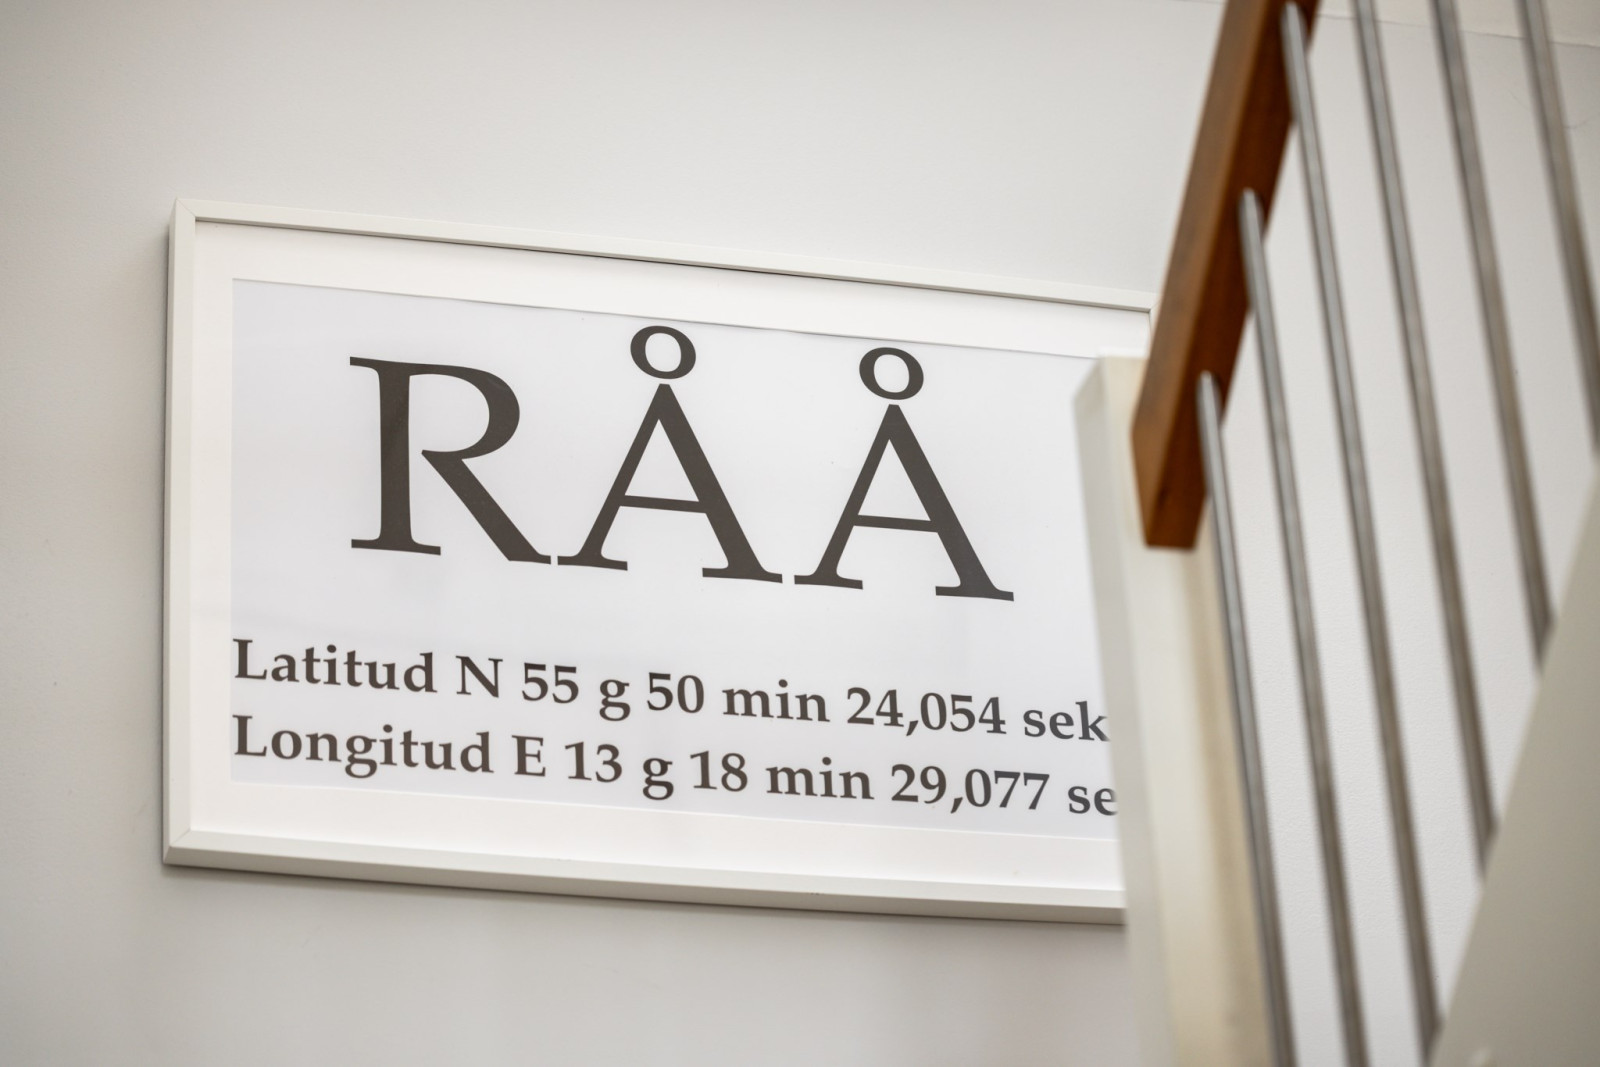 RÅÅ
Latitud N 55 g 50 min 24,054 sek
Longitud E 13 g 18 min 29,077 se